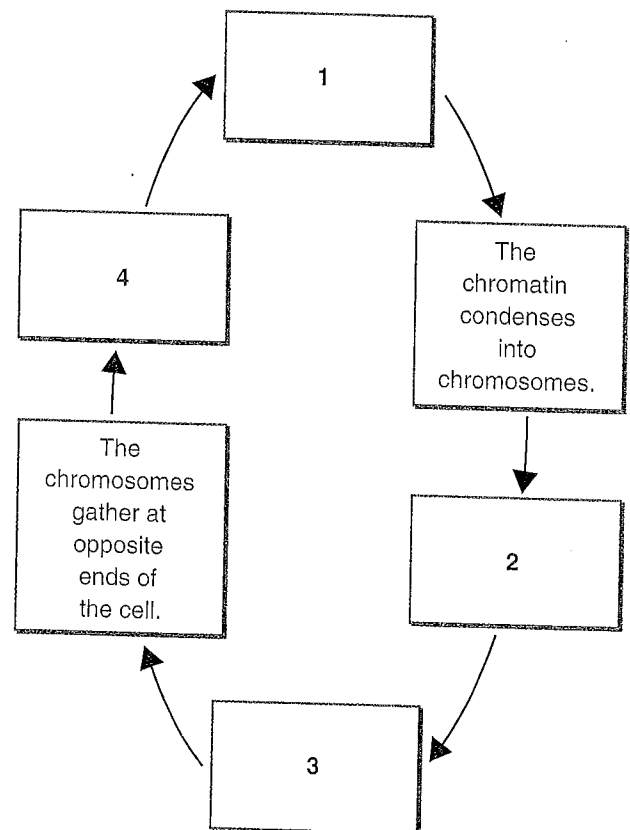 1
The
chromatin
condenses
into
chromosomes.
2
3
The
chromosomes
gather at
opposite
ends of
the cell.
4